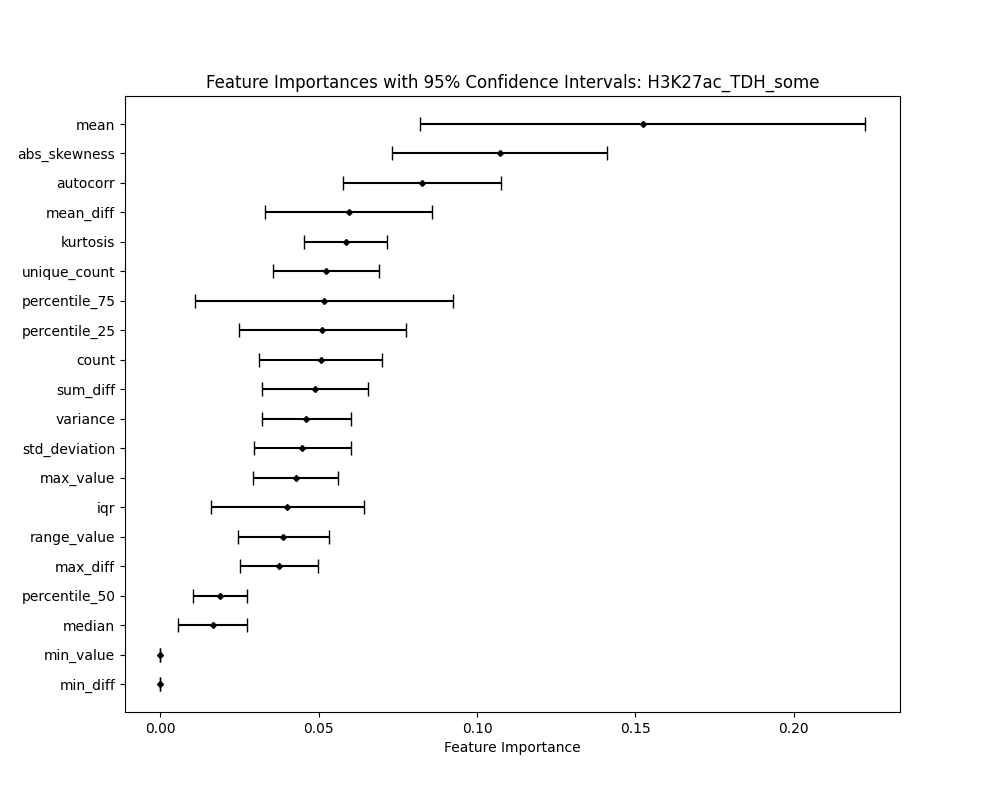 Feature Importances with 95% Confidence Intervals: H3K27ac_TDH_some
mean
abs_skewness
autocorr
mean_diff
kurtosis
unique_count
percentile_75
percentile_25
count
sum_diff
variance
std_deviation
max_value
iqr
range_value
max_diff
percentile_50
median
min_value
min_diff
0.00 0.05 0.10 0.15 0.20
Feature Importance